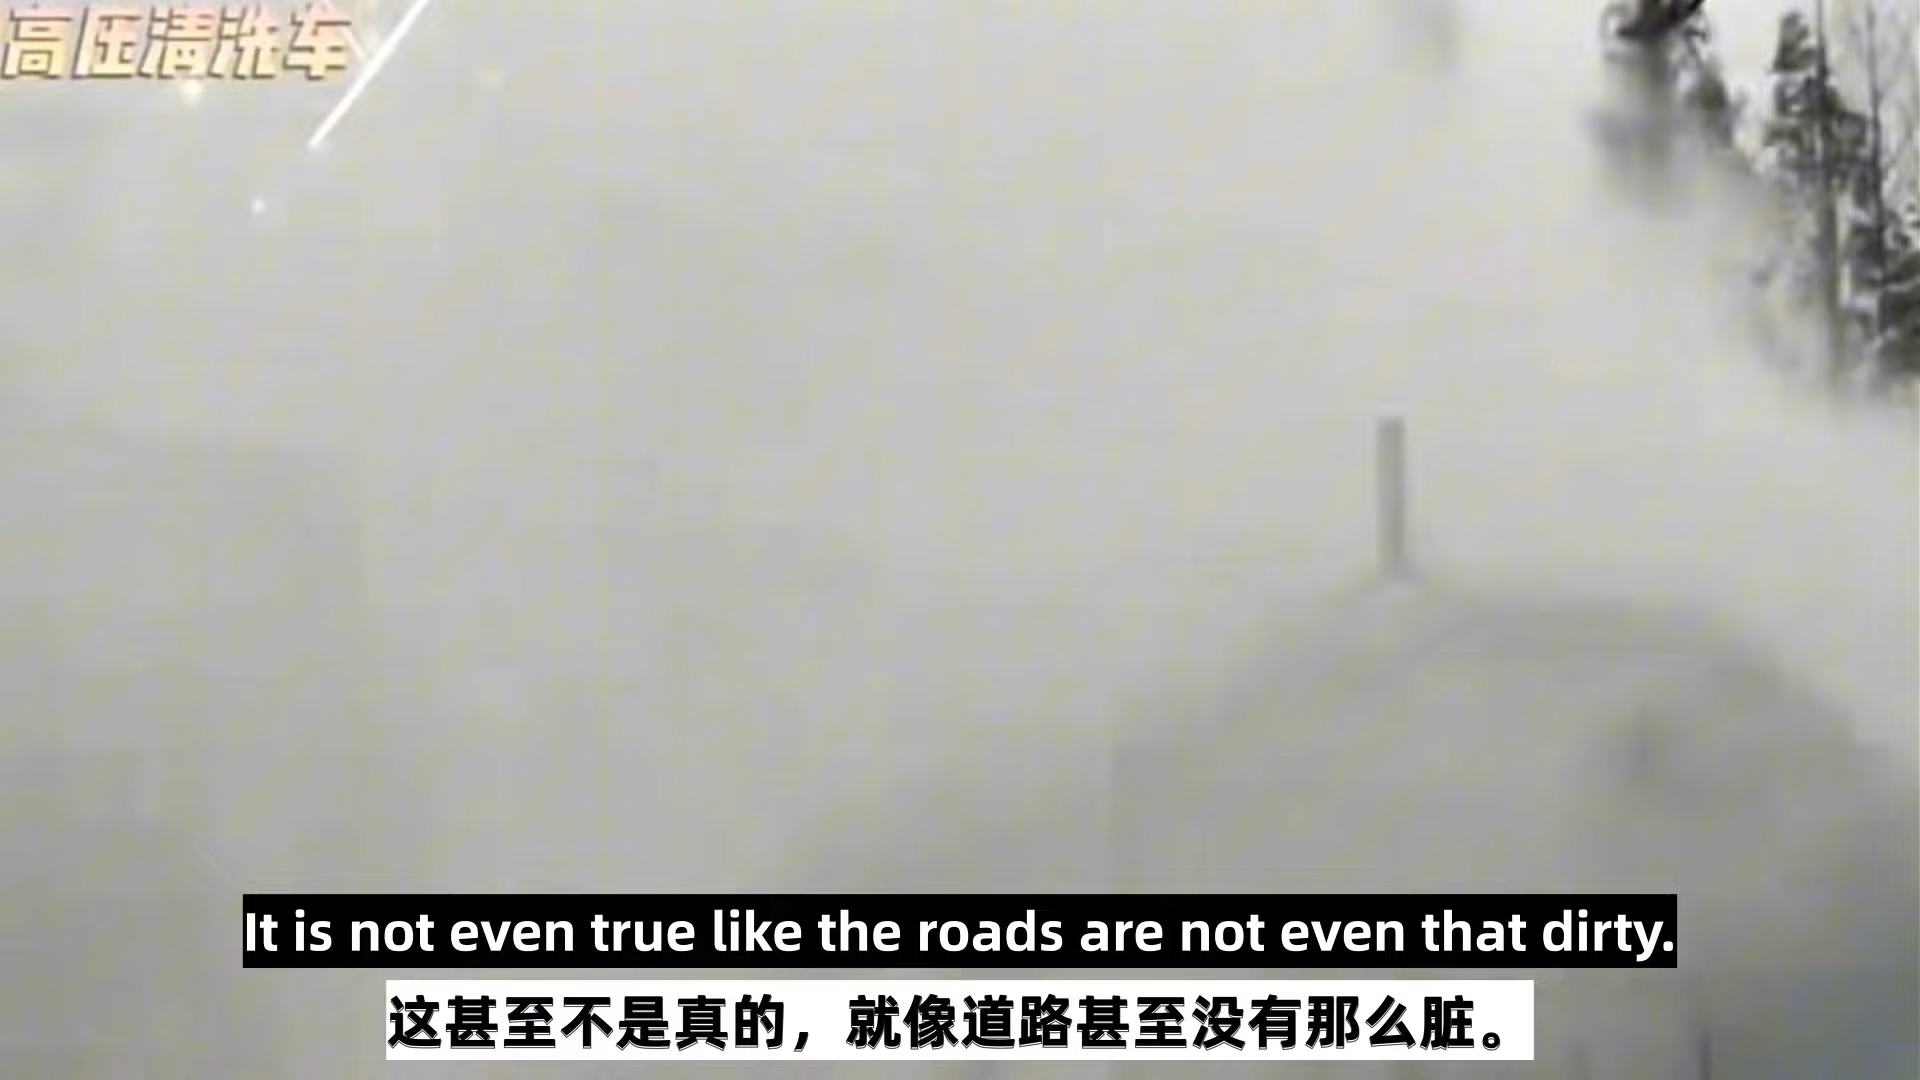 高压清洗车
It is not even true like the roads are not even that dirty.
这甚至不是真的，就像道路甚至没有那么脏。